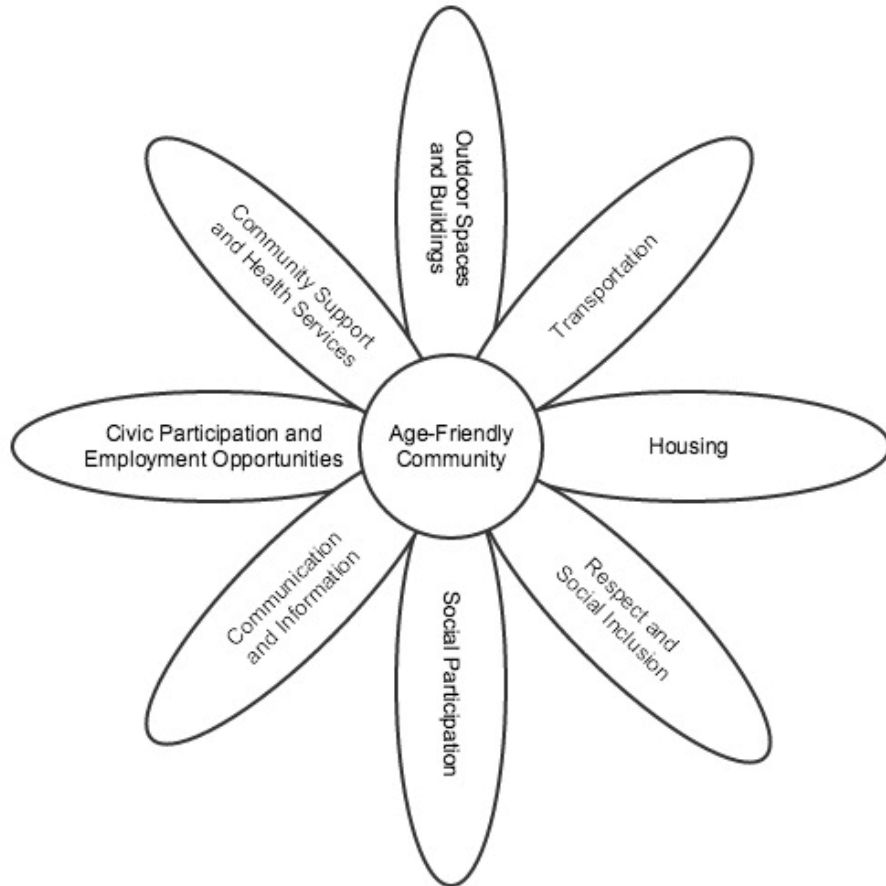 Outdoor Spaces
and Buildings
Transportation
Housing
Respect and
Social Inclusion
Social Participation
Communication
and Information
Civic Participation and
Employment Opportunities
Community Support
and Health Services
Age-Friendly
Community